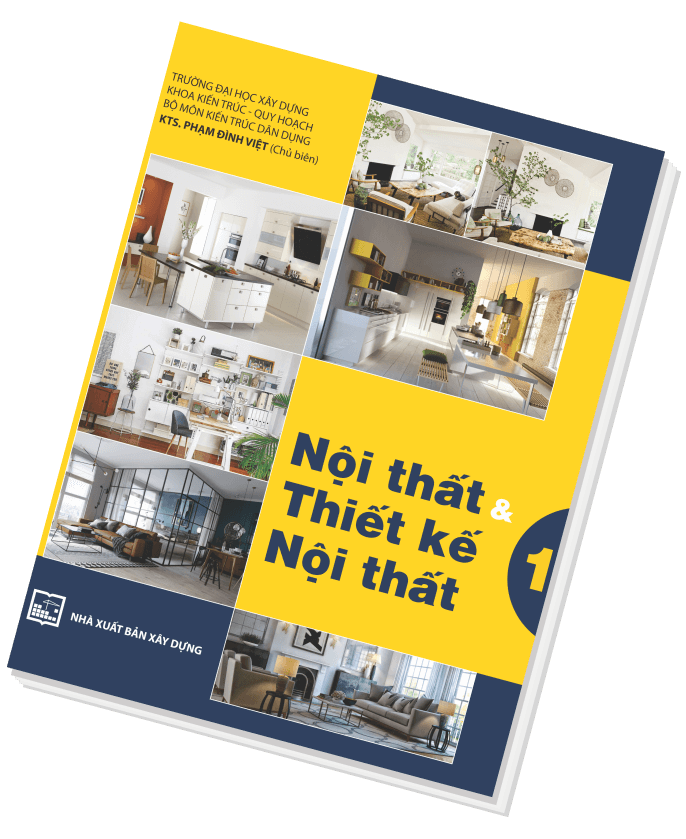 TRƯỜNG ĐẠI HỌC XÂY DỰNG
KHOA KIẾN TRÚC - QUY HOẠCH
BỘ MÔN KIẾN TRÚC DÂN DỤNG
KTS. PHẠM ĐÌNH VIỆT (Chủ biên)
Nội thất &
Thiết kế
Nội thất
1
NHÀ XUẤT BẢN XÂY DỰNG